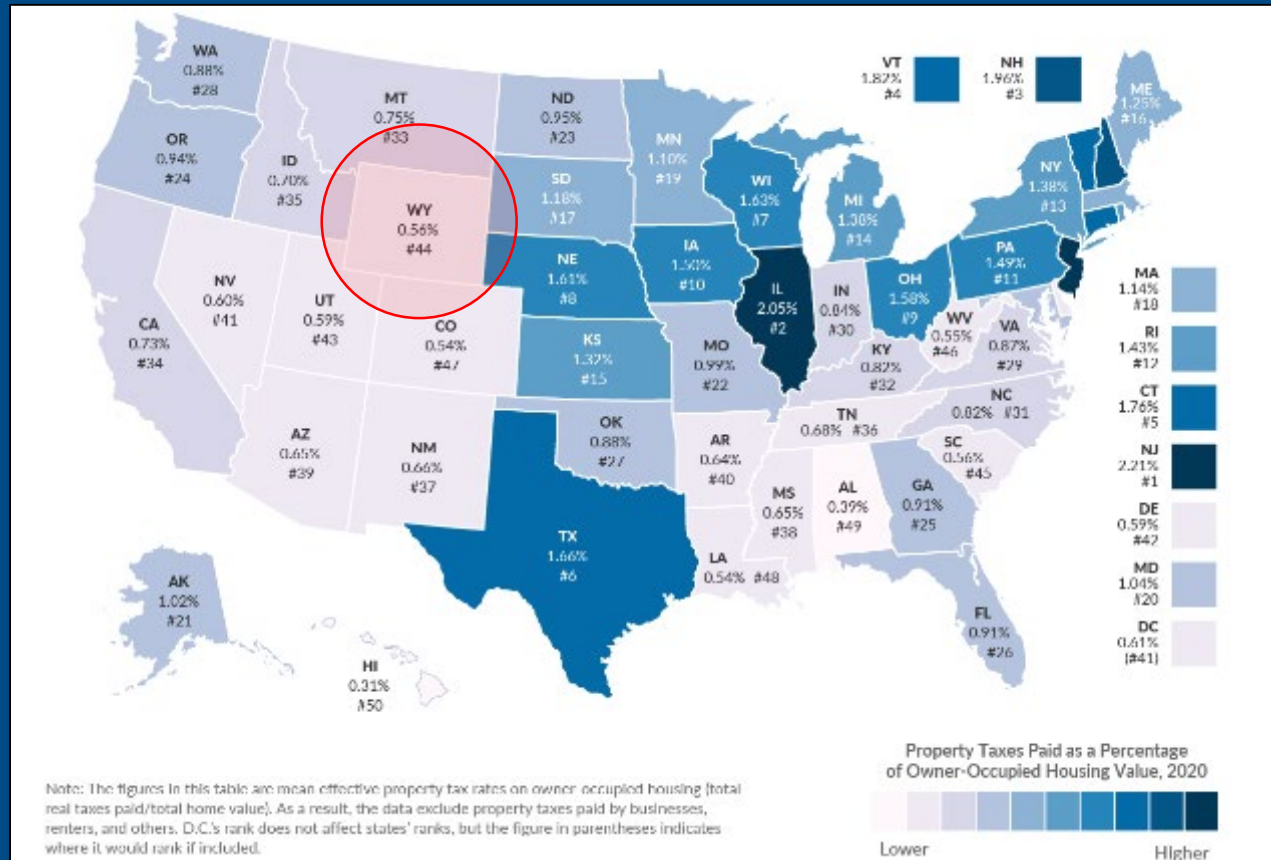 WA
0.88%
#28
MT
0.75%
#33
ND
0.95%
#23
MN
1.10%
#19
VT
1.82%
#4
NH
1.96%
#3
ME
1.25%
#16
OR
0.94%
#24
ID
0.70%
#35
WY
0.56%
#44
SD
1.18%
#17
WI
1.63%
#7
MI
1.38%
#14
NY
1.38%
#13
NE
1.61%
#8
IA
1.50%
#10
IL
2.05%
#2
IN
0.84%
#30
OH
1.58%
#9
PA
1.49%
#11
NV
0.60%
#41
UT
0.59%
#43
CO
0.54%
#47
CA
0.73%
#34
KS
1.32%
#15
MO
0.99%
#22
KY
0.82%
#32
WV
0.55%
#46
VA
0.87%
#29
MA
1.14%
#18
RI
1.43%
#12
CT
1.76%
#5
NJ
2.21%
#1
DE
0.59%
#42
MD
1.04%
#20
DC
0.61%
(#41)
AZ
0.65%
#39
NM
0.66%
#37
OK
0.88%
#27
AR
0.64%
#40
TN
0.68% #36
NC
0.82% #31
SC
0.56%
#45
MS
0.65%
#38
AL
0.39%
#49
GA
0.91%
#25
TX
1.66%
#6
LA
0.54% #48
FL
0.91%
#26
AK
1.02%
#21
HI
0.31%
#50
Note: The figures in this table are mean effective property tax rates on owner-occupied housing (total
real taxes paid/total home value). As a result, the data exclude property taxes paid by businesses,
renters, and others. D.C.'s rank does not affect states' ranks, but the figure in parentheses indicates
where it would rank if included.
Property Taxes Paid as a Percentage
of Owner-Occupied Housing Value, 2020
Lower
Higher